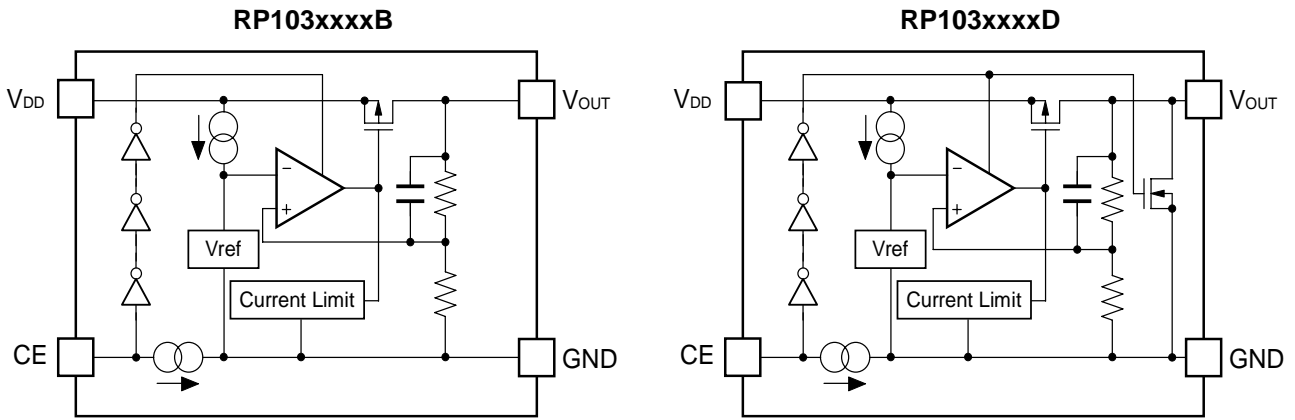 RP103xxxxB
VDD
VOUT
−
+
Vref
Current Limit
CE
GND
RP103xxxxD
VDD
VOUT
−
+
Vref
Current Limit
CE
GND